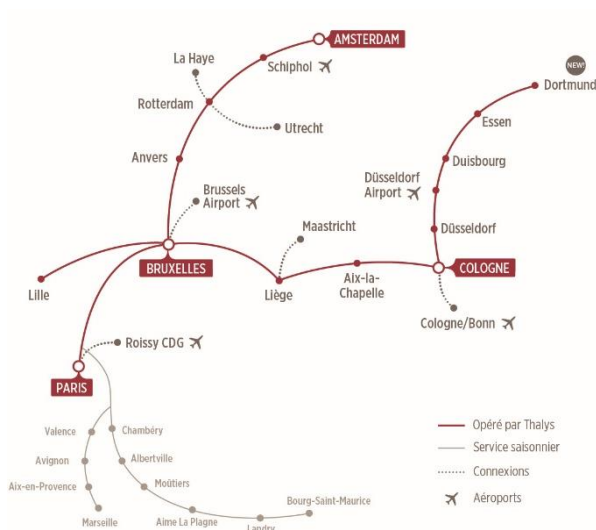 AMSTERDAM
La Haye
Schiphol
NEW!
Dortmund
Rotterdam
Utrecht
Essen
Anvers
Duisbourg
Düsseldorf
Airport
Brussels
Airport
Maastricht
Düsseldorf
BRUXELLES
COLOGNE
Lille
Liège
Aix-la-
Chapelle
Cologne/Bonn
Roissy CDG
PARIS
Valence
Chambéry
Avignon
Albertville
Aix-en-Provence
Moûtiers
Marseille
Aime La Plagne
Landry
Bourg-Saint-Maurice
Opéré par Thalys
Service saisonnier
Connexions
Aéroports